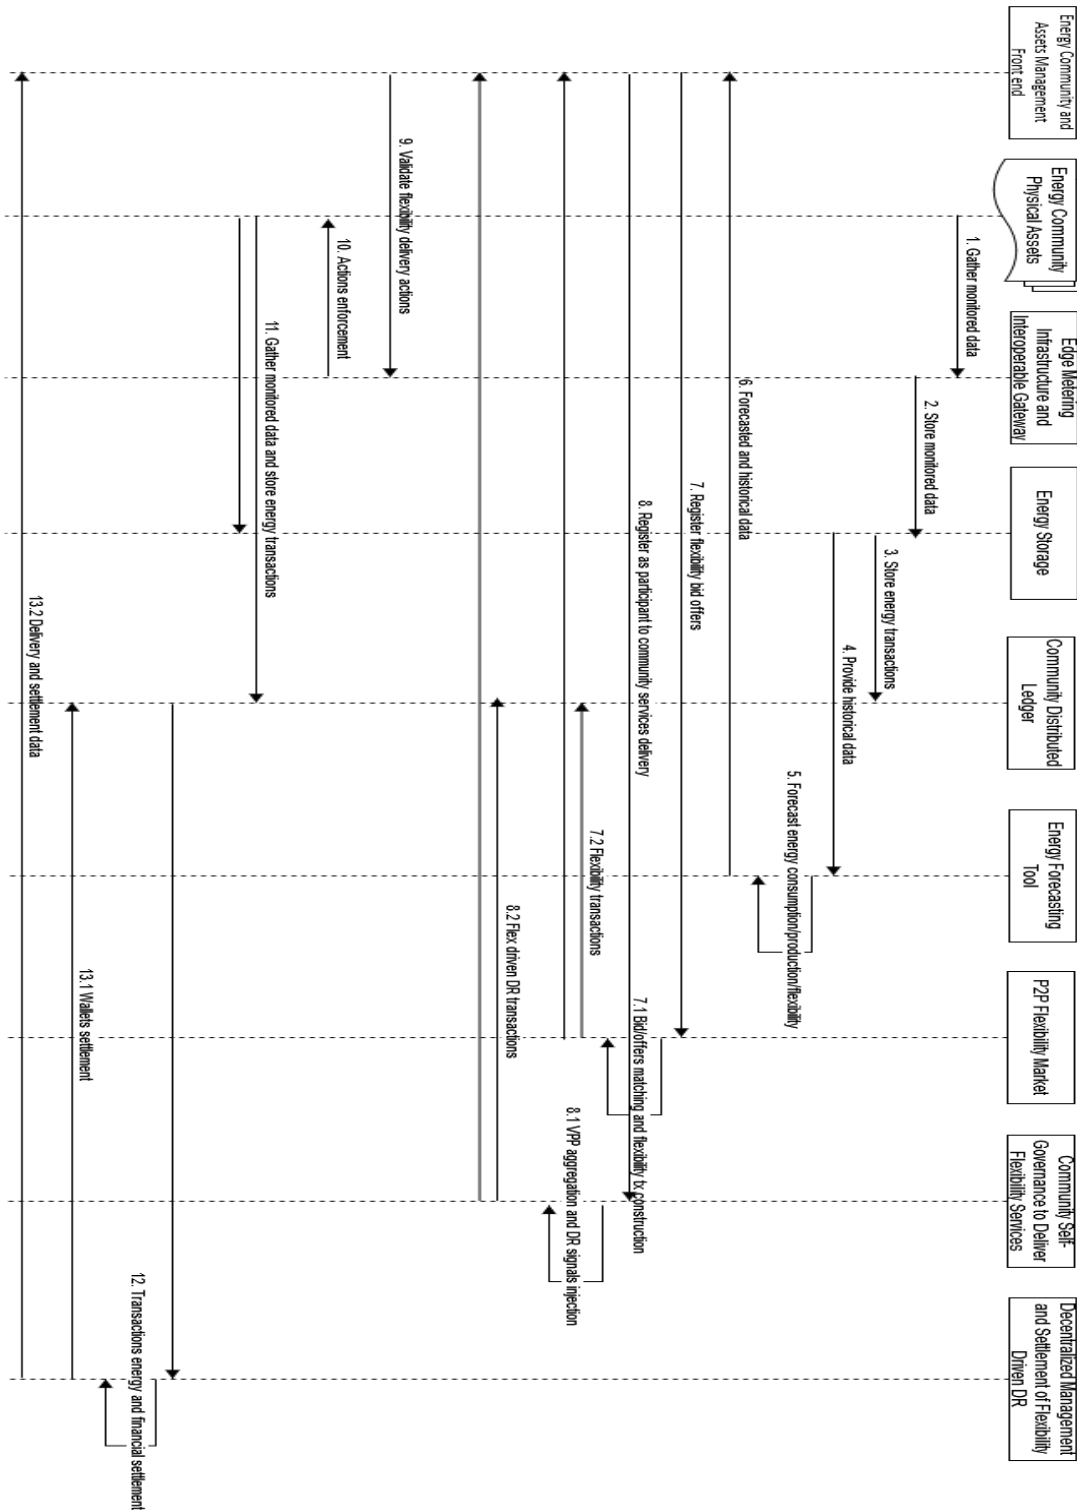 Energy Community and
Assets Management
Front end
Energy Community
Physical Assets
Edge Metering
Infrastructure and
Interoperable Gateway
Energy Storage
Community Distributed
Ledger
Energy Forecasting
Tool
P2P Flexibility Market
Community Self-
Governance to Deliver
Flexibility Services
Decentralized Management
and Settlement of Flexibility
Driven DR
1. Gather monitored data
2. Store monitored data
3. Store energy transactions
4. Provide historical data
5. Forecast energy consumption/production/flexibility
6. Forecasted and historical data
7. Register flexibility bid offers
7.1 Bid/offers matching and flexibility tx construction
8. Register as participant to community services delivery
7.2 Flexibility transactions
8.1 VPP aggregation and DR signals injection
8.2 Flex driven DR transactions
9. Validate flexibility delivery actions
10. Actions enforcement
11. Gather monitored data and store energy transactions
12. Transactions energy and financial settlement
13.1 Wallets settlement
13.2 Delivery and settlement data